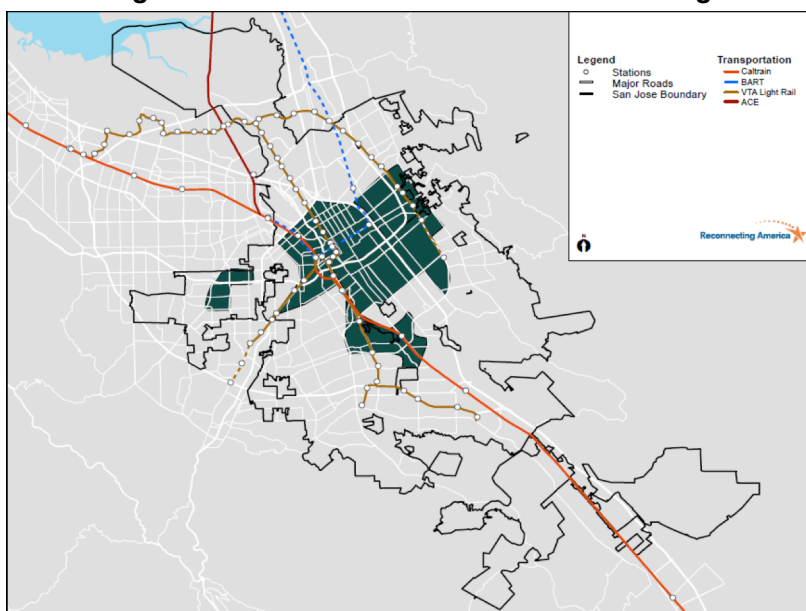 Legend
Stations
Major Roads
San Jose Boundary
Transportation
Caltrain
BART
VTA Light Rail
ACE
N
Reconnecting America